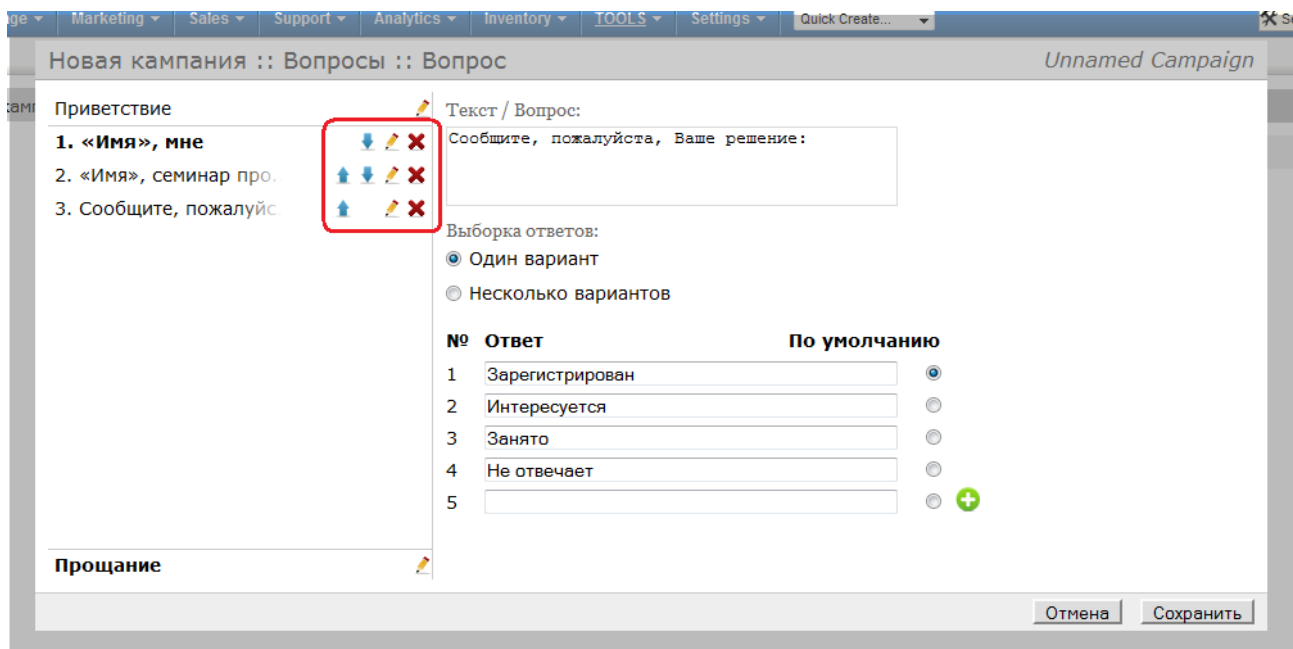 Marketing Sales Support Analytics Inventory TOOLS Settings Quick Create...
Новая кампания :: Вопросы :: Вопрос
Unnamed Campaign
Приветствие
1. «Имя», мне
2. «Имя», семинар про
3. Сообщите, пожалуйс
Прощание
Текст / Вопрос:
Сообщите, пожалуйста, Ваше решение:
Выборка ответов:
Один вариант
Несколько вариантов
№ Ответ По умолчанию
1 Зарегистрирован
2 Интересуется
3 Занято
4 Не отвечает
5
Отмена Сохранить